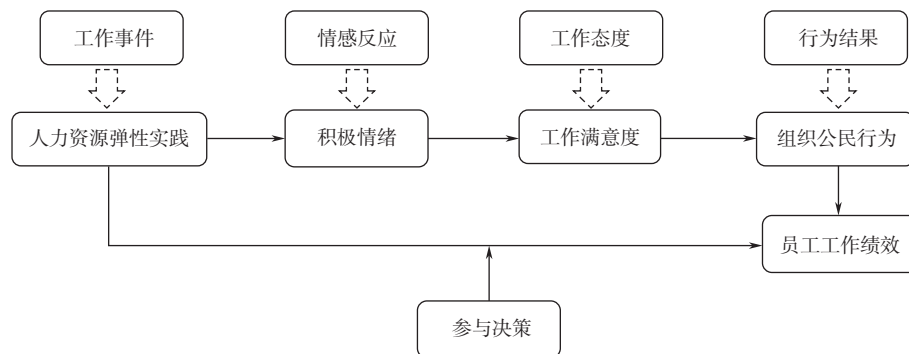 工作事件
情感反应
工作态度
行为结果
人力资源弹性实践
积极情绪
工作满意度
组织公民行为
员工工作绩效
参与决策